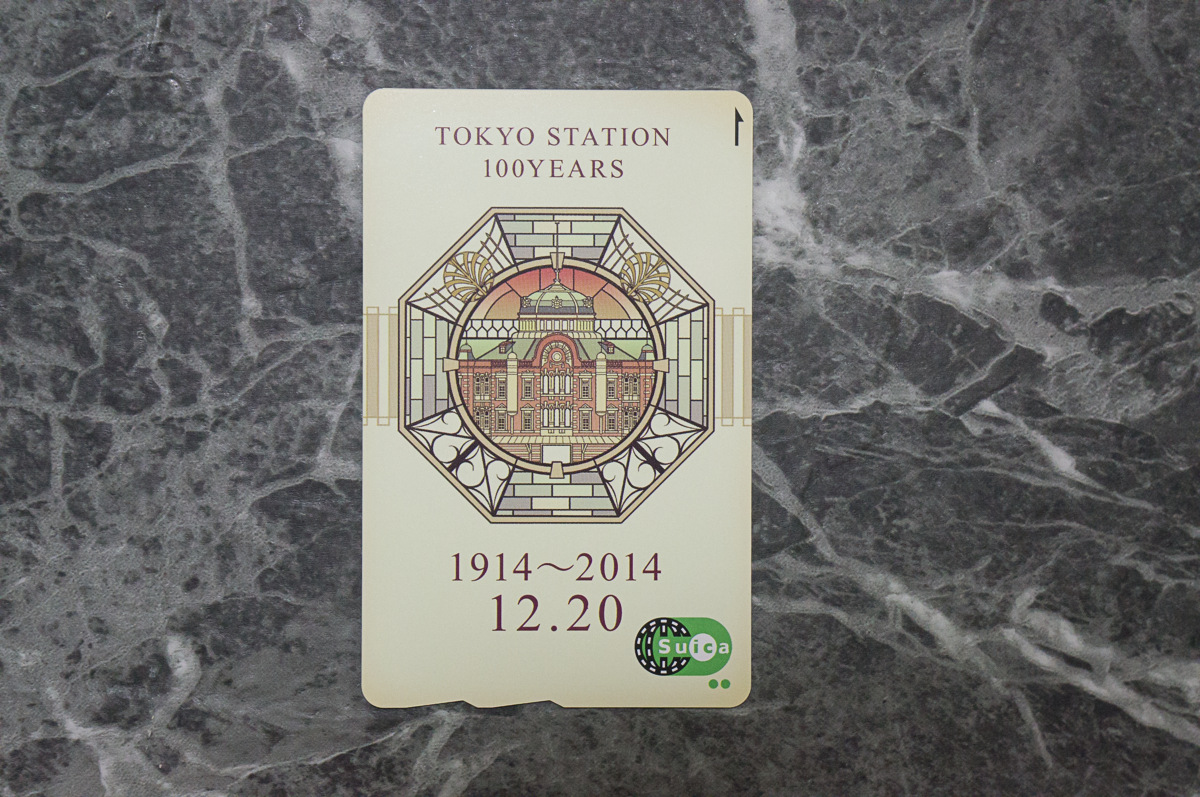 TOKYO STATION
100YEARS
1914～2014
12.20
Suica